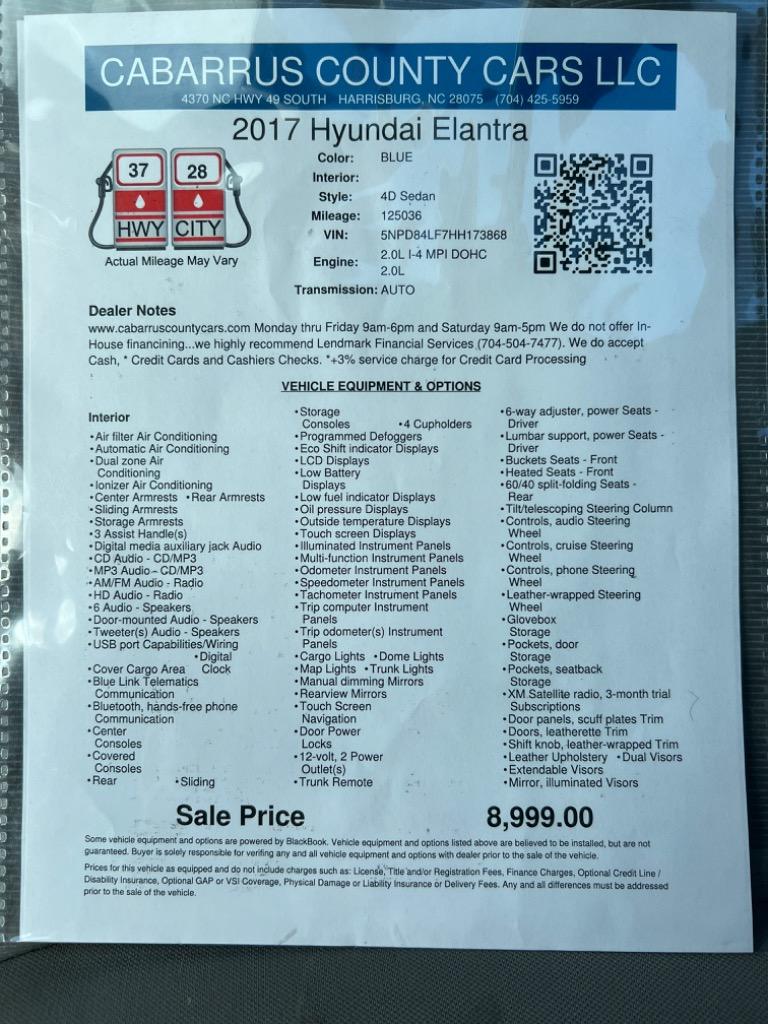 CABARRUS COUNTY CARS LLC
4370 NC HWY 49 SOUTH HARRISBURG, NC 28075 (704) 425-5959
2017 Hyundai Elantra
37 28
HWY CITY
Actual Mileage May Vary
Color: BLUE
Interior:
Style: 4D Sedan
Mileage: 125036
VIN: 5NPD84LF7HH173868
Engine: 2.0L I-4 MPI DOHC
2.0L
Transmission: AUTO
Dealer Notes
www.cabarruscountycars.com Monday thru Friday 9am-6pm and Saturday 9am-5pm We do not offer In-
House financining...we highly recommend Lendmark Financial Services (704-504-7477). We do accept
Cash, * Credit Cards and Cashiers Checks. *+3% service charge for Credit Card Processing
VEHICLE EQUIPMENT & OPTIONS
Interior
•Air filter Air Conditioning
•Automatic Air Conditioning
•Dual zone Air
Conditioning
•Ionizer Air Conditioning
•Center Armrests •Rear Armrests
•Sliding Armrests
•Storage Armrests
•3 Assist Handle(s)
•Digital media auxiliary jack Audio
•CD Audio - CD/MP3
•MP3 Audio - CD/MP3
•AM/FM Audio - Radio
•HD Audio - Radio
•6 Audio - Speakers
•Door-mounted Audio - Speakers
•Tweeter(s) Audio - Speakers
•USB port Capabilities/Wiring
•Digital
•Cover Cargo Area Clock
•Blue Link Telematics
Communication
•Bluetooth, hands-free phone
Communication
•Center
Consoles
•Covered
Consoles
•Rear •Sliding
•Storage
Consoles •4 Cupholders
•Programmed Defoggers
•Eco Shift indicator Displays
•LCD Displays
•Low Battery
Displays
•Low fuel indicator Displays
•Oil pressure Displays
•Outside temperature Displays
•Touch screen Displays
•Illuminated Instrument Panels
•Multi-function Instrument Panels
•Odometer Instrument Panels
•Speedometer Instrument Panels
•Tachometer Instrument Panels
•Trip computer Instrument
Panels
•Trip odometer(s) Instrument
Panels
•Cargo Lights •Dome Lights
•Map Lights •Trunk Lights
•Manual dimming Mirrors
•Rearview Mirrors
•Touch Screen
Navigation
•Door Power
Locks
•12-volt, 2 Power
Outlet(s)
•Trunk Remote
•6-way adjuster, power Seats -
Driver
•Lumbar support, power Seats -
Driver
•Buckets Seats - Front
•Heated Seats - Front
•60/40 split-folding Seats -
Rear
•Tilt/telescoping Steering Column
•Controls, audio Steering
Wheel
•Controls, cruise Steering
Wheel
•Controls, phone Steering
Wheel
•Leather-wrapped Steering
Wheel
•Glovebox
Storage
•Pockets, door
Storage
•Pockets, seatback
Storage
•XM Satellite radio, 3-month trial
Subscriptions
•Door panels, scuff plates Trim
•Doors, leatherette Trim
•Shift knob, leather-wrapped Trim
•Leather Upholstery •Dual Visors
•Extendable Visors
•Mirror, illuminated Visors
Sale Price 8,999.00
Some vehicle equipment and options are powered by BlackBook. Vehicle equipment and options listed above are believed to be installed, but are not
guaranteed. Buyer is solely responsible for verifing any and all vehicle equipment and options with dealer prior to the sale of the vehicle.
Prices for this vehicle as equipped and do not include charges such as: License, Title and/or Registration Fees, Finance Charges, Optional Credit Line /
Disability Insurance, Optional GAP or VSI Coverage, Physical Damage or Liability Insurance or Delivery Fees. Any and all differences must be addressed
prior to the sale of the vehicle.